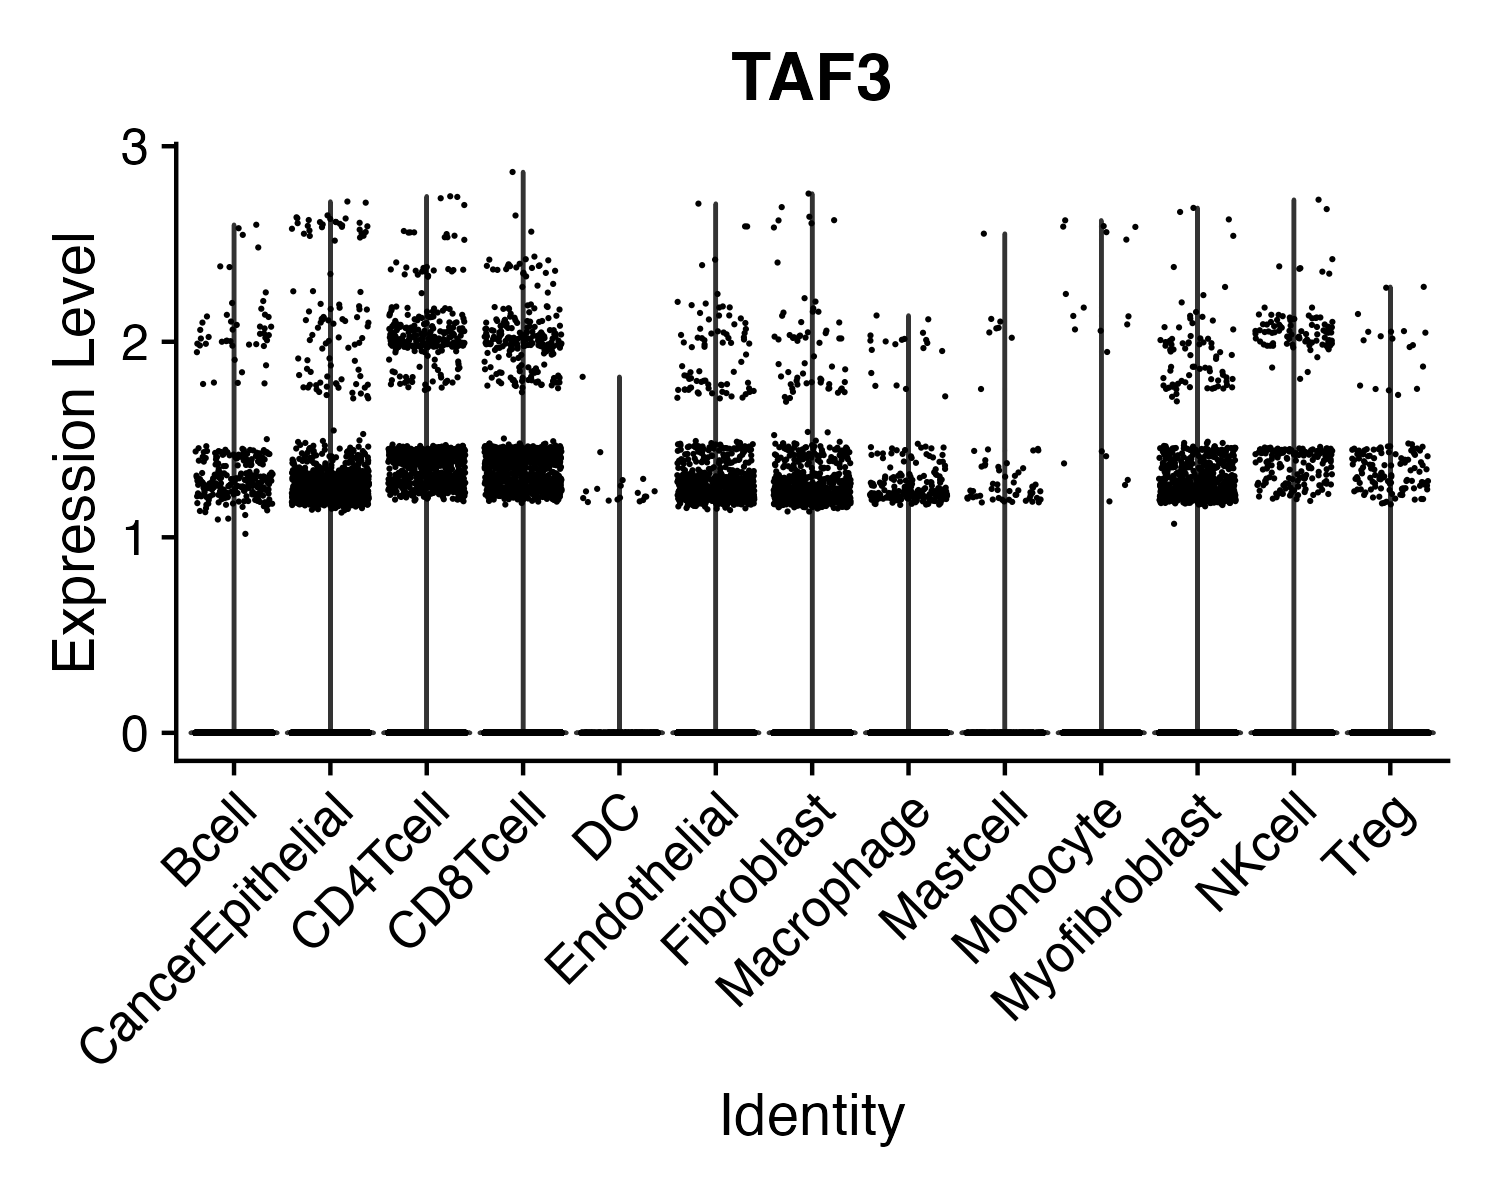 TAF3
Expression Level
3
2
1
0
Bcell
CancerEpithelial
CD4Tcell
CD8Tcell
DC
Endothelial
Fibroblast
Macrophage
Mastcell
Monocyte
Myofibroblast
NKcell
Treg
Identity